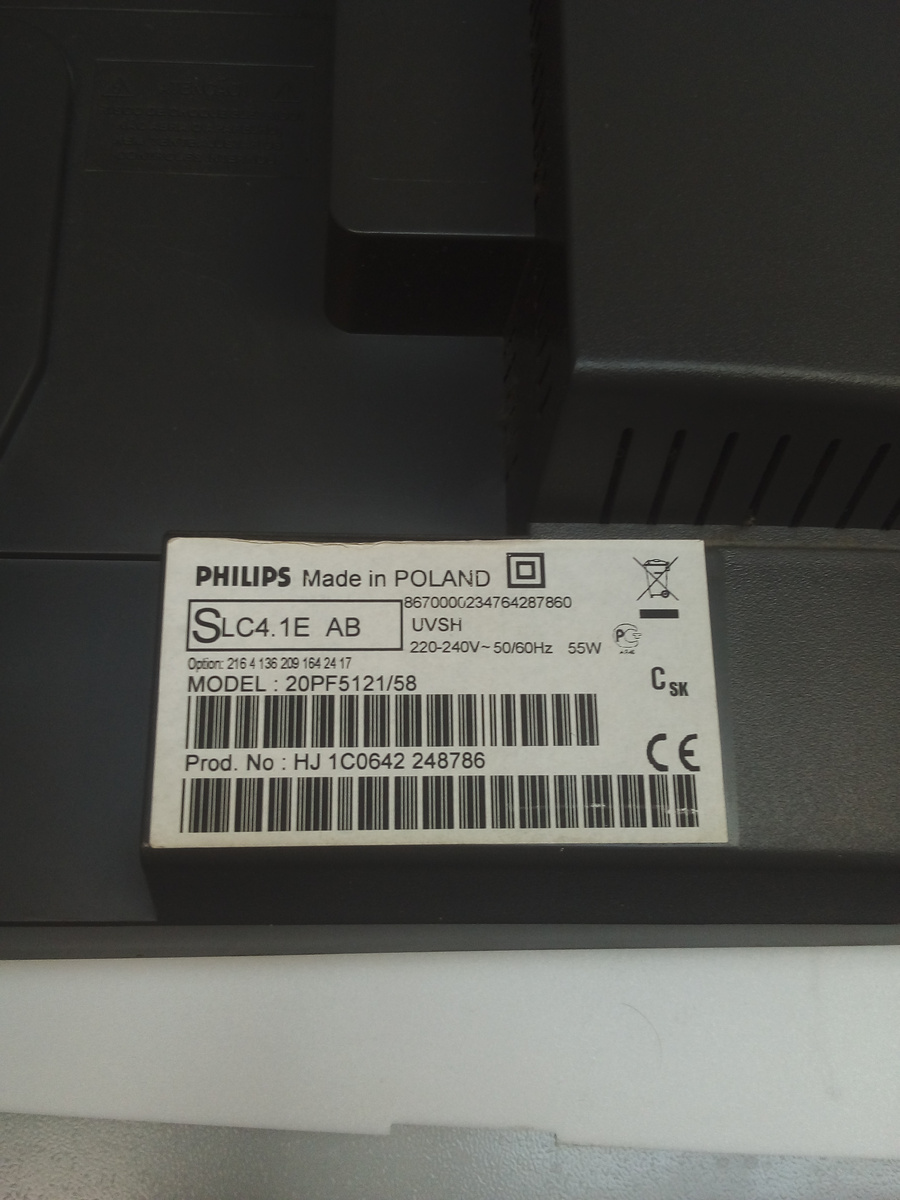 PHILIPS Made in POLAND
8670000234764287860
SLC4.1E AB
UVSH
220-240V~50/60Hz 55W
Option: 216 4 136 209 164 24 17
MODEL : 20PF5121/58
C SK
Prod. No : HJ 1C0642 248786
CE